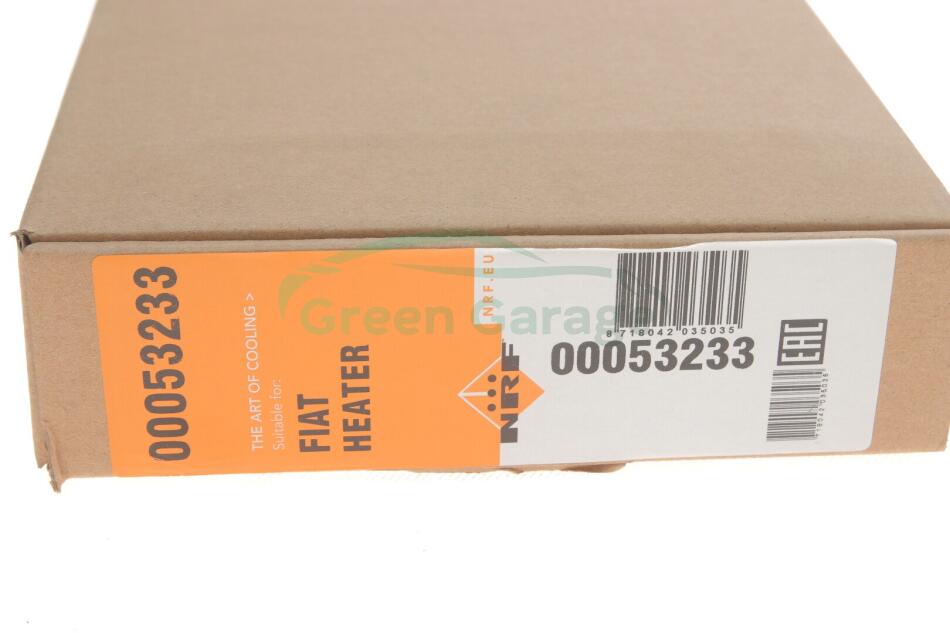 00053233
THE ART OF COOLING >
Suitable for:
FIAT
HEATER
NRF.EU
NRF
8 718042 035035
00053233
EAC
8718042035035
Green Garage